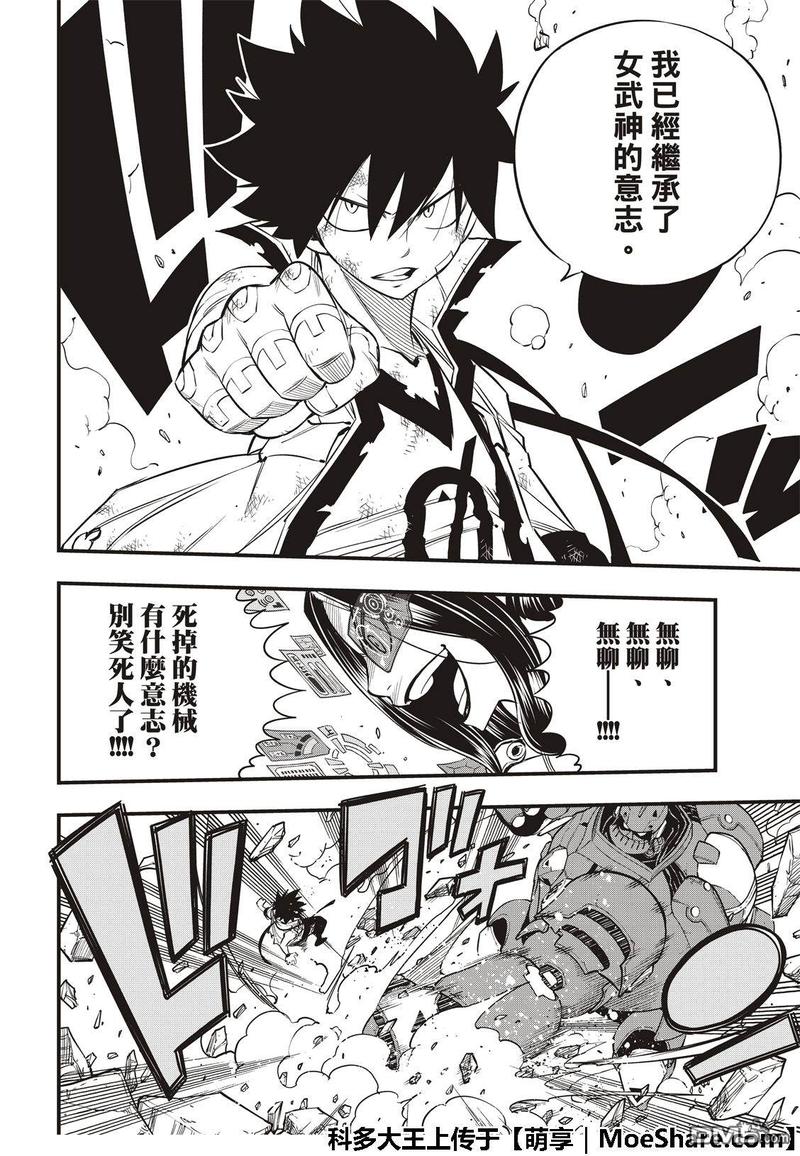 我已經繼承了
女武神的意志。
無聊、
無聊、
無聊——!!!!
死掉的機械
有什麼意志？
別笑死人了!!!!
科多大王上传于【萌享｜MoeShare.com】